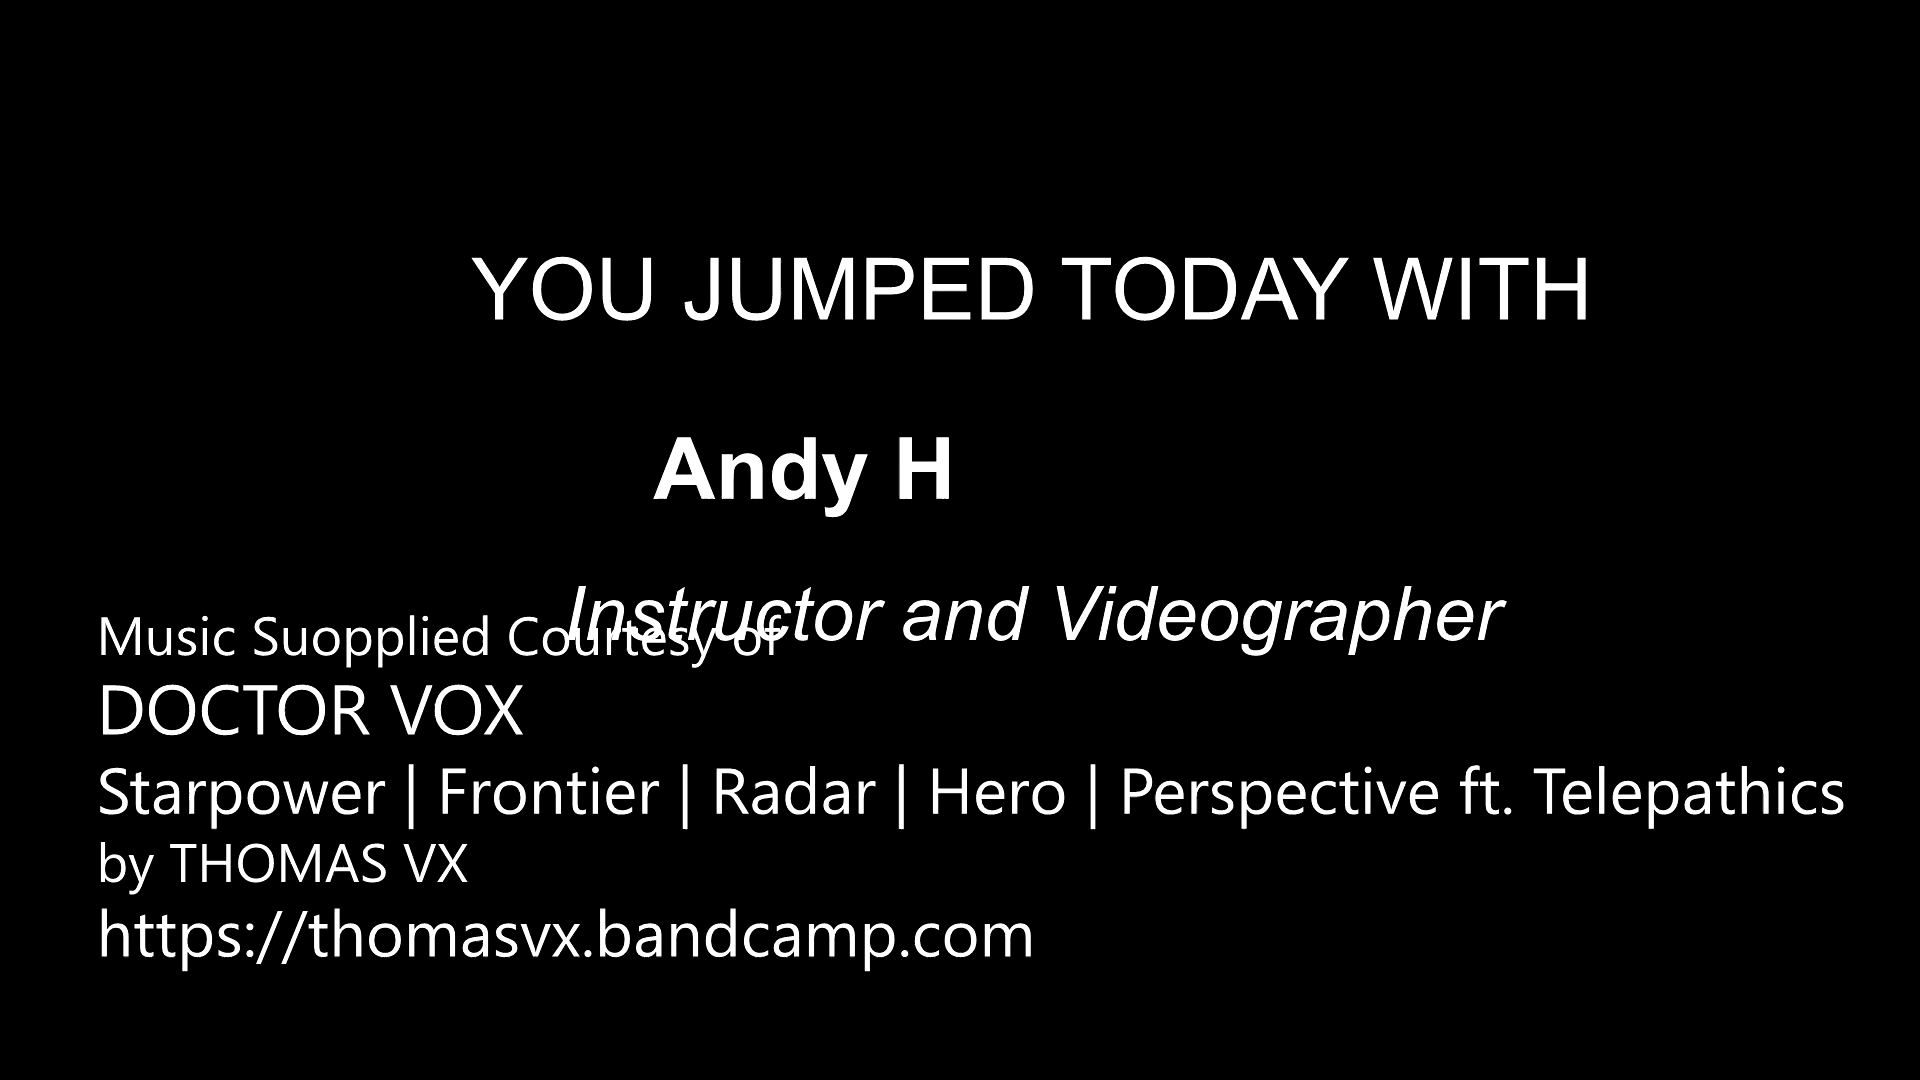 YOU JUMPED TODAY WITH
Andy H
Instructor and Videographer
Music Suopplied Courtesy of
DOCTOR VOX
Starpower | Frontier | Radar | Hero | Perspective ft. Telepathics
by THOMAS VX
https://thomasvx.bandcamp.com